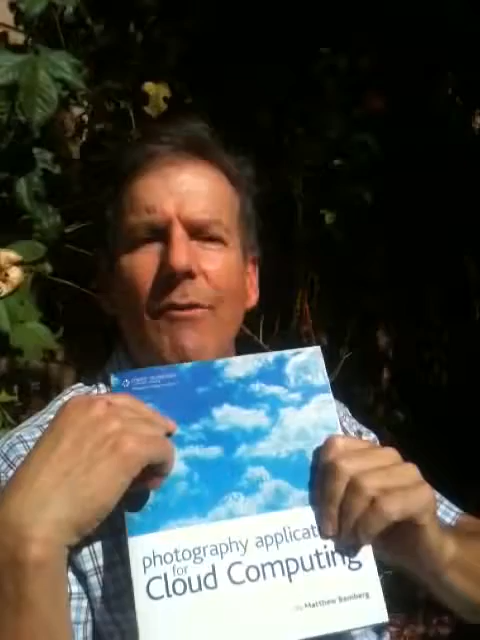 photography applicat
for
Cloud Computing
By Matthew Bamberg